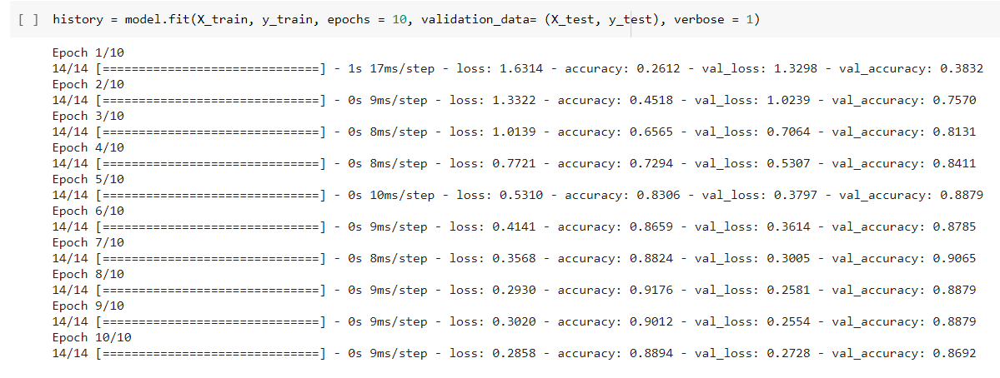 [ ] history = model.fit(X_train, y_train, epochs = 10, validation_data= (X_test, y_test), verbose = 1)
Epoch 1/10
14/14 [==============================] - 1s 17ms/step - loss: 1.6314 - accuracy: 0.2612 - val_loss: 1.3298 - val_accuracy: 0.3832
Epoch 2/10
14/14 [==============================] - 0s 9ms/step - loss: 1.3322 - accuracy: 0.4518 - val_loss: 1.0239 - val_accuracy: 0.7570
Epoch 3/10
14/14 [==============================] - 0s 8ms/step - loss: 1.0139 - accuracy: 0.6565 - val_loss: 0.7064 - val_accuracy: 0.8131
Epoch 4/10
14/14 [==============================] - 0s 8ms/step - loss: 0.7721 - accuracy: 0.7294 - val_loss: 0.5307 - val_accuracy: 0.8411
Epoch 5/10
14/14 [==============================] - 0s 10ms/step - loss: 0.5310 - accuracy: 0.8306 - val_loss: 0.3797 - val_accuracy: 0.8879
Epoch 6/10
14/14 [==============================] - 0s 9ms/step - loss: 0.4141 - accuracy: 0.8659 - val_loss: 0.3614 - val_accuracy: 0.8785
Epoch 7/10
14/14 [==============================] - 0s 8ms/step - loss: 0.3568 - accuracy: 0.8824 - val_loss: 0.3005 - val_accuracy: 0.9065
Epoch 8/10
14/14 [==============================] - 0s 9ms/step - loss: 0.2930 - accuracy: 0.9176 - val_loss: 0.2581 - val_accuracy: 0.8879
Epoch 9/10
14/14 [==============================] - 0s 9ms/step - loss: 0.3020 - accuracy: 0.9012 - val_loss: 0.2554 - val_accuracy: 0.8879
Epoch 10/10
14/14 [==============================] - 0s 9ms/step - loss: 0.2858 - accuracy: 0.8894 - val_loss: 0.2728 - val_accuracy: 0.8692